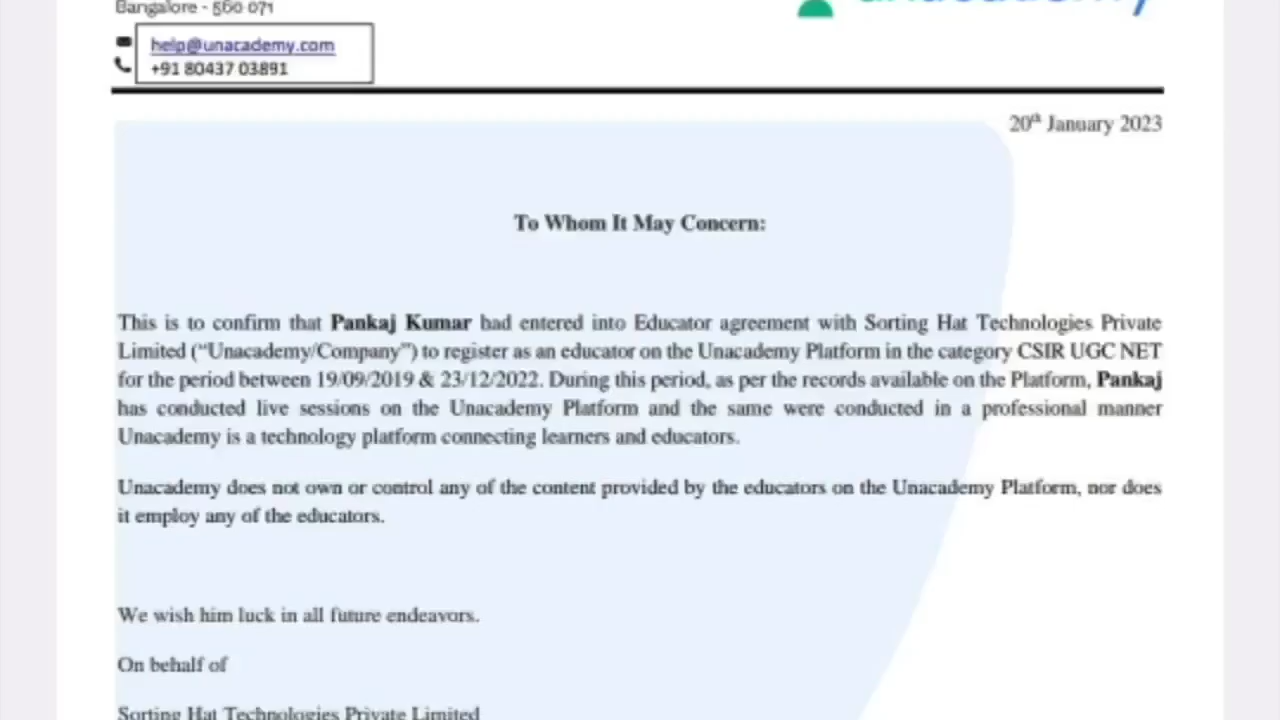 Bangalore - 560 071
help@unacademy.com
+91 80437 03891
20th January 2023
To Whom It May Concern:
This is to confirm that Pankaj Kumar had entered into Educator agreement with Sorting Hat Technologies Private
Limited (“Unacademy/Company”) to register as an educator on the Unacademy Platform in the category CSIR UGC NET
for the period between 19/09/2019 & 23/12/2022. During this period, as per the records available on the Platform, Pankaj
has conducted live sessions on the Unacademy Platform and the same were conducted in a professional manner
Unacademy is a technology platform connecting learners and educators.
Unacademy does not own or control any of the content provided by the educators on the Unacademy Platform, nor does
it employ any of the educators.
We wish him luck in all future endeavors.
On behalf of
Sorting Hat Technologies Private Limited